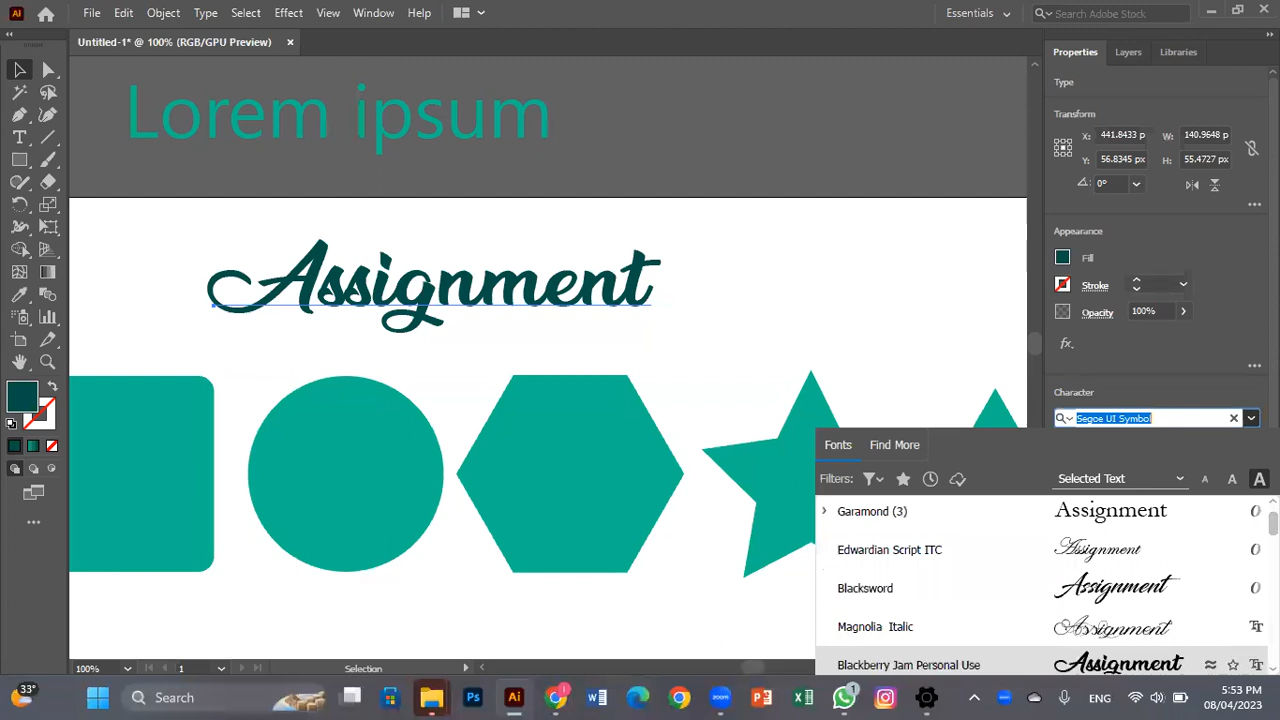 File Edit Object Type Select Effect View Window Help
Essentials
Search Adobe Stock
Untitled-1* @ 100% (RGB/GPU Preview)
Lorem ipsum
Assignment
100%
1
Selection
Properties Layers Libraries
Type
Transform
X: 441.8433 p W: 140.9648 p
Y: 56.8345 px H: 55.4727 px
0°
Appearance
Fill
Stroke
Opacity 100%
fx.
Character
Segoe UI Symbol
Fonts Find More
Filters: Selected Text A A A
Garamond (3) Assignment
Edwardian Script ITC Assignment
Blacksword Assignment
Magnolia Italic Assignment
Blackberry Jam Personal Use Assignment
33°
Search
ENG
5:53 PM
08/04/2023